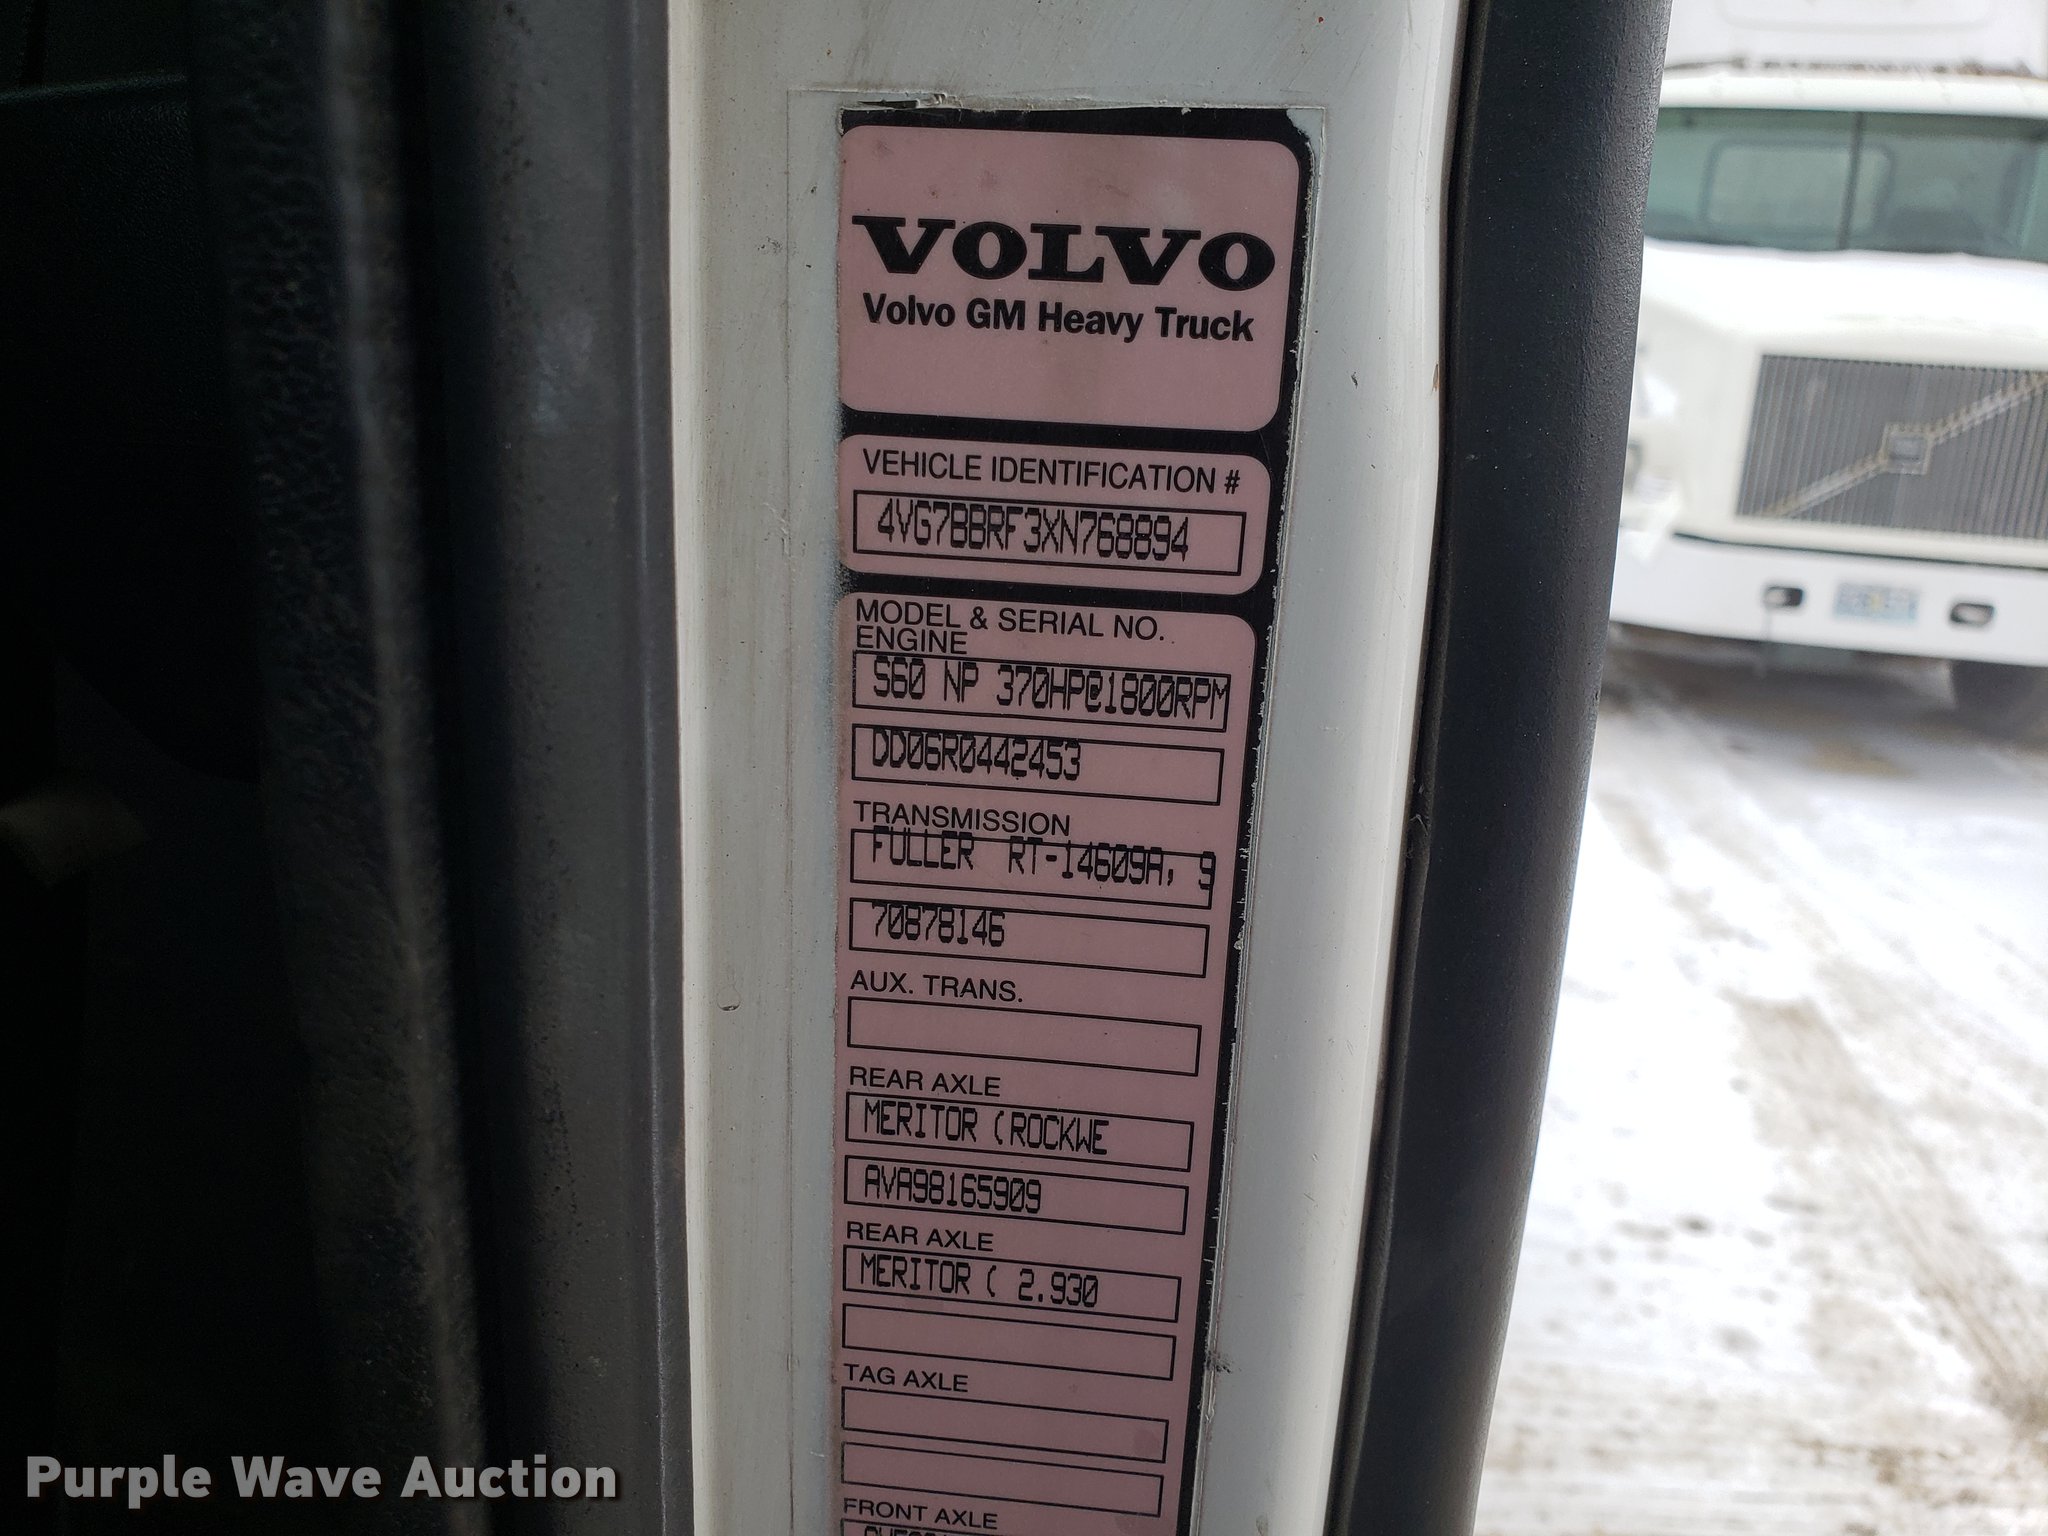 VOLVO
Volvo GM Heavy Truck
VEHICLE IDENTIFICATION #
4VG7BBRF3XN768894
MODEL & SERIAL NO.
ENGINE
S60 NP 370HP@1800RPM
DD06R0442453
TRANSMISSION
FULLER RT-14609A, 9
70878146
AUX. TRANS.
REAR AXLE
MERITOR (ROCKWE
AVA98165909
REAR AXLE
MERITOR ( 2.930
TAG AXLE
FRONT AXLE
Purple Wave Auction